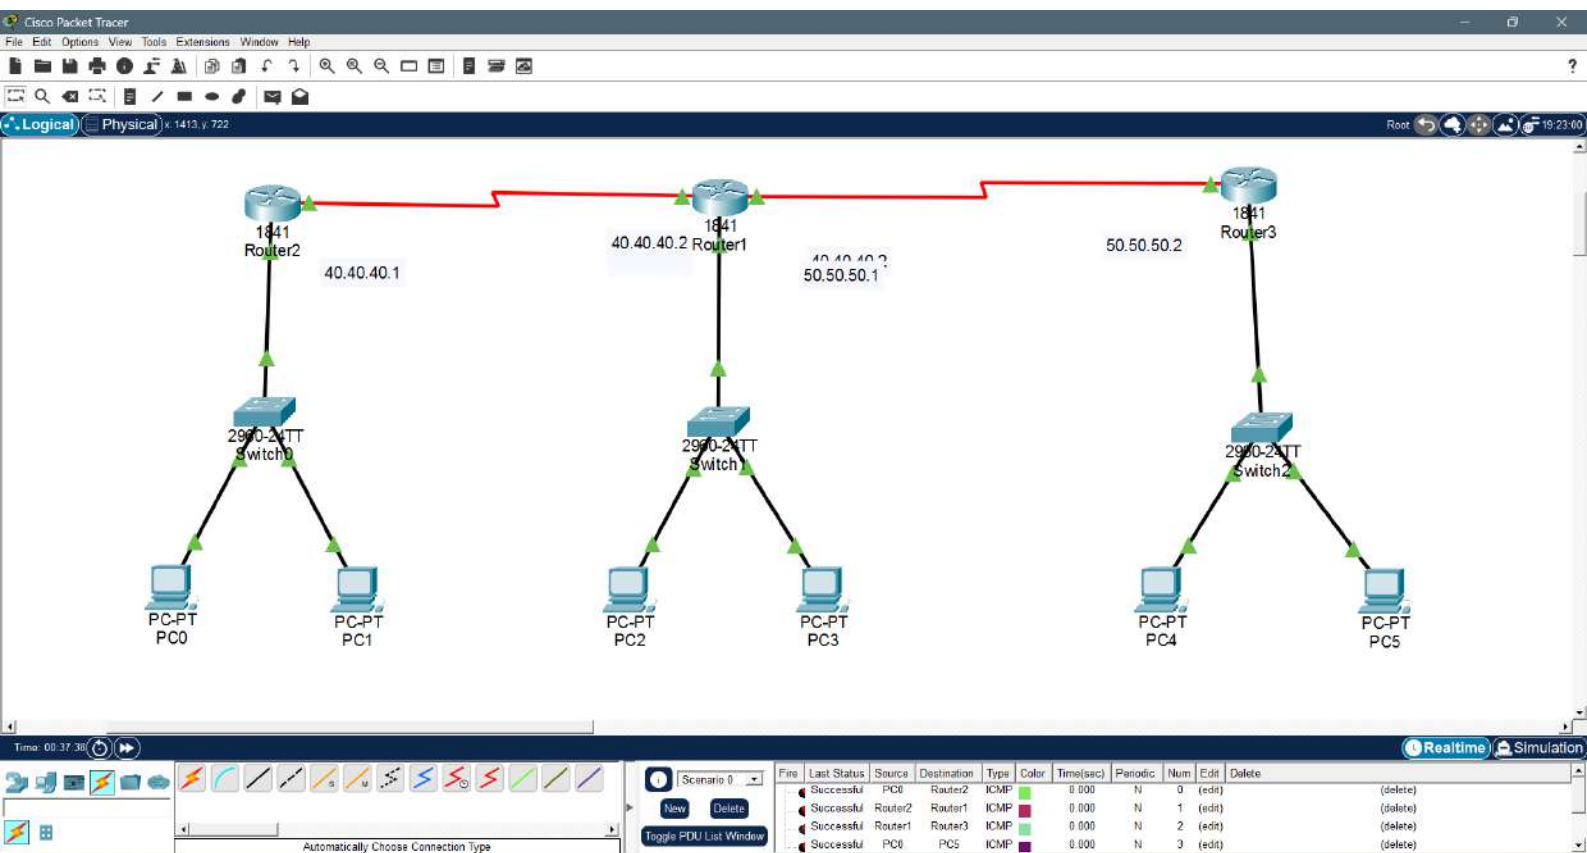 Cisco Packet Tracer
File Edit Options View Tools Extensions Window Help
?
Logical Physical x: 1413, y: 722 Root 19:23:00
1841
Router2
40.40.40.1
40.40.40.2
1841
Router1
50.50.50.1
50.50.50.2
1841
Router3
2960-24TT
Switch0
2960-24TT
Switch1
2960-24TT
Switch2
PC-PT
PC0
PC-PT
PC1
PC-PT
PC2
PC-PT
PC3
PC-PT
PC4
PC-PT
PC5
Time: 00:37:38 Realtime Simulation
Scenario 0
New Delete
Toggle PDU List Window
Automatically Choose Connection Type
Fire Last Status Source Destination Type Color Time(sec) Periodic Num Edit Delete
Successful PC0 Router2 ICMP 0.000 N 0 (edit) (delete)
Successful Router2 Router1 ICMP 0.000 N 1 (edit) (delete)
Successful Router1 Router3 ICMP 0.000 N 2 (edit) (delete)
Successful PC0 PC5 ICMP 0.000 N 3 (edit) (delete)